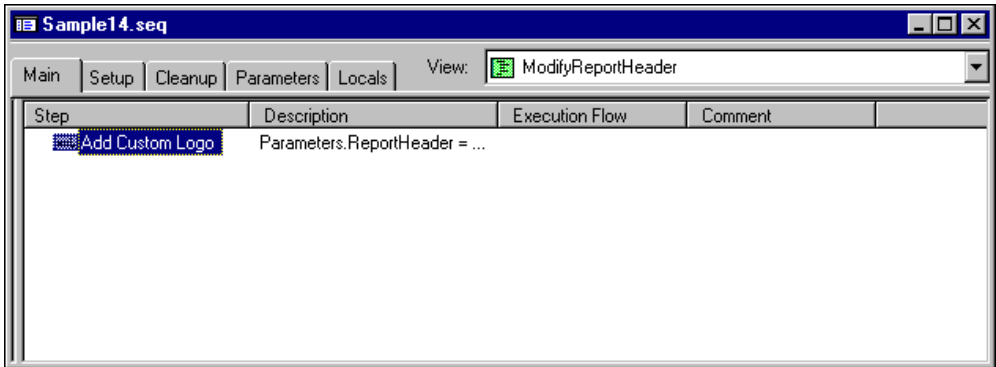 Sample14.seq
Main Setup Cleanup Parameters Locals View: ModifyReportHeader
Step Description Execution Flow Comment
Add Custom Logo Parameters.ReportHeader = ...